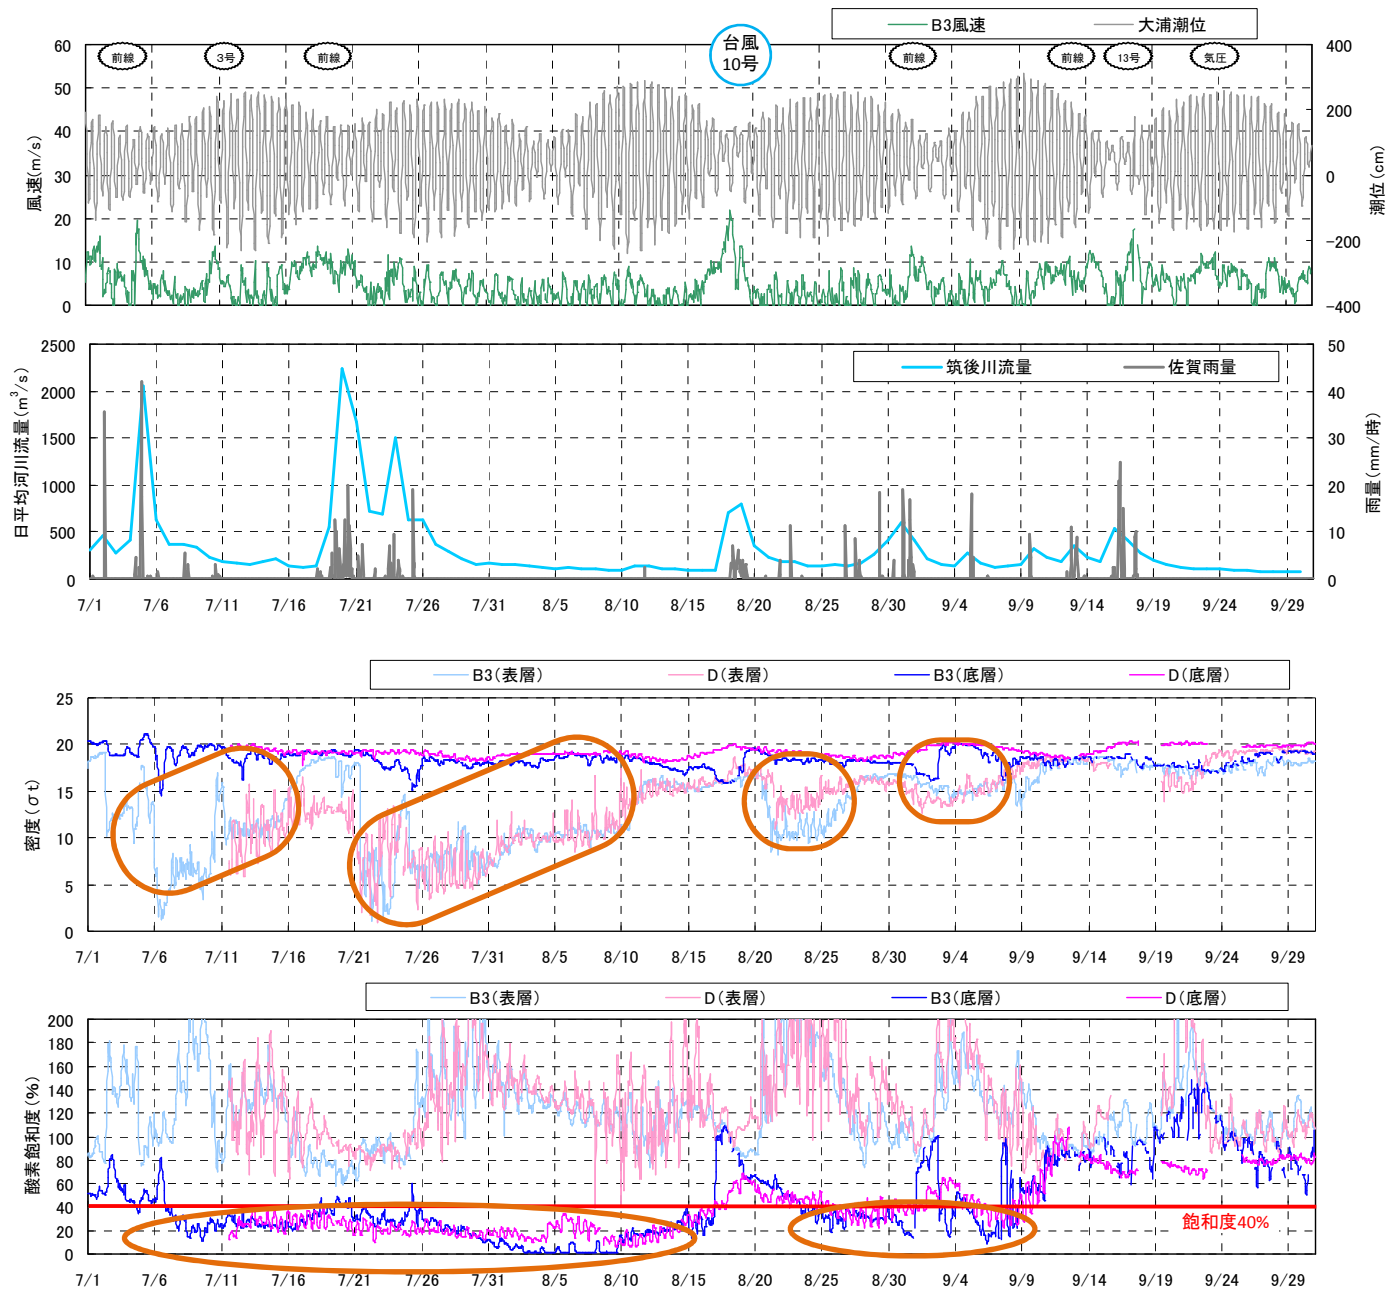 B3風速 大浦潮位
前線 3号 前線 台風 前線 前線 13号 気圧
10号
風速(m/s)
60
50
40
30
20
10
0
潮位(cm)
400
200
0
-200
-400
筑後川流量 佐賀雨量
日平均河川流量(m³/s)
2500
2000
1500
1000
500
0
雨量(mm/時)
50
40
30
20
10
0
7/1 7/6 7/11 7/16 7/21 7/26 7/31 8/5 8/10 8/15 8/20 8/25 8/30 9/4 9/9 9/14 9/19 9/24 9/29
B3(表層) D(表層) B3(底層) D(底層)
密度(σt)
25
20
15
10
5
0
7/1 7/6 7/11 7/16 7/21 7/26 7/31 8/5 8/10 8/15 8/20 8/25 8/30 9/4 9/9 9/14 9/19 9/24 9/29
B3(表層) D(表層) B3(底層) D(底層)
酸素飽和度(%)
200
180
160
140
120
100
80
60
40
20
0
飽和度40%
7/1 7/6 7/11 7/16 7/21 7/26 7/31 8/5 8/10 8/15 8/20 8/25 8/30 9/4 9/9 9/14 9/19 9/24 9/29